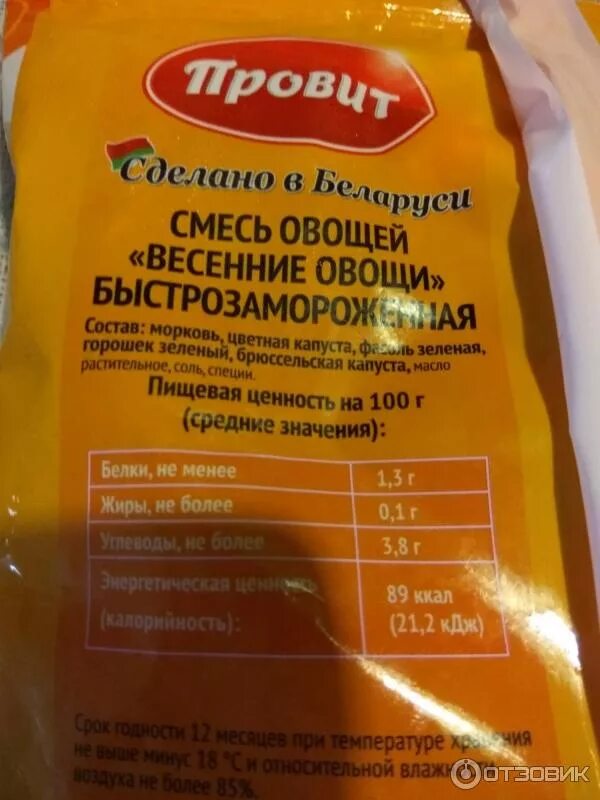 Провит
Сделано в Беларуси
СМЕСЬ ОВОЩЕЙ
«ВЕСЕННИЕ ОВОЩИ»
БЫСТРОЗАМОРОЖЕННАЯ
Состав: морковь, цветная капуста, фасоль зеленая,
горошек зеленый, брюссельская капуста, масло
растительное, соль, специи.
Пищевая ценность на 100 г
(средние значения):
Белки, не менее 1,3 г
Жиры, не более 0,1 г
Углеводы, не более 3,8 г
Энергетическая ценность
(калорийность): 89 ккал
(21,2 кДж)
Срок годности 12 месяцев при температуре хранения
не выше минус 18 °С и относительной влажности
воздуха не более 85%.
ОТЗОВИК